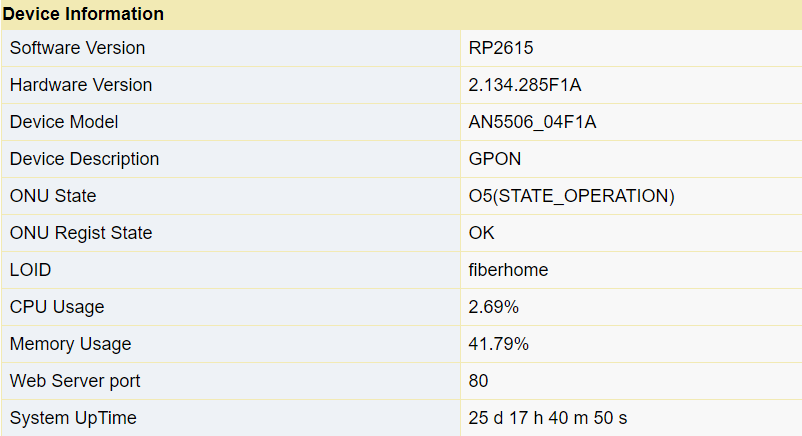 Device Information
Software Version RP2615
Hardware Version 2.134.285F1A
Device Model AN5506_04F1A
Device Description GPON
ONU State O5(STATE_OPERATION)
ONU Regist State OK
LOID fiberhome
CPU Usage 2.69%
Memory Usage 41.79%
Web Server port 80
System UpTime 25 d 17 h 40 m 50 s